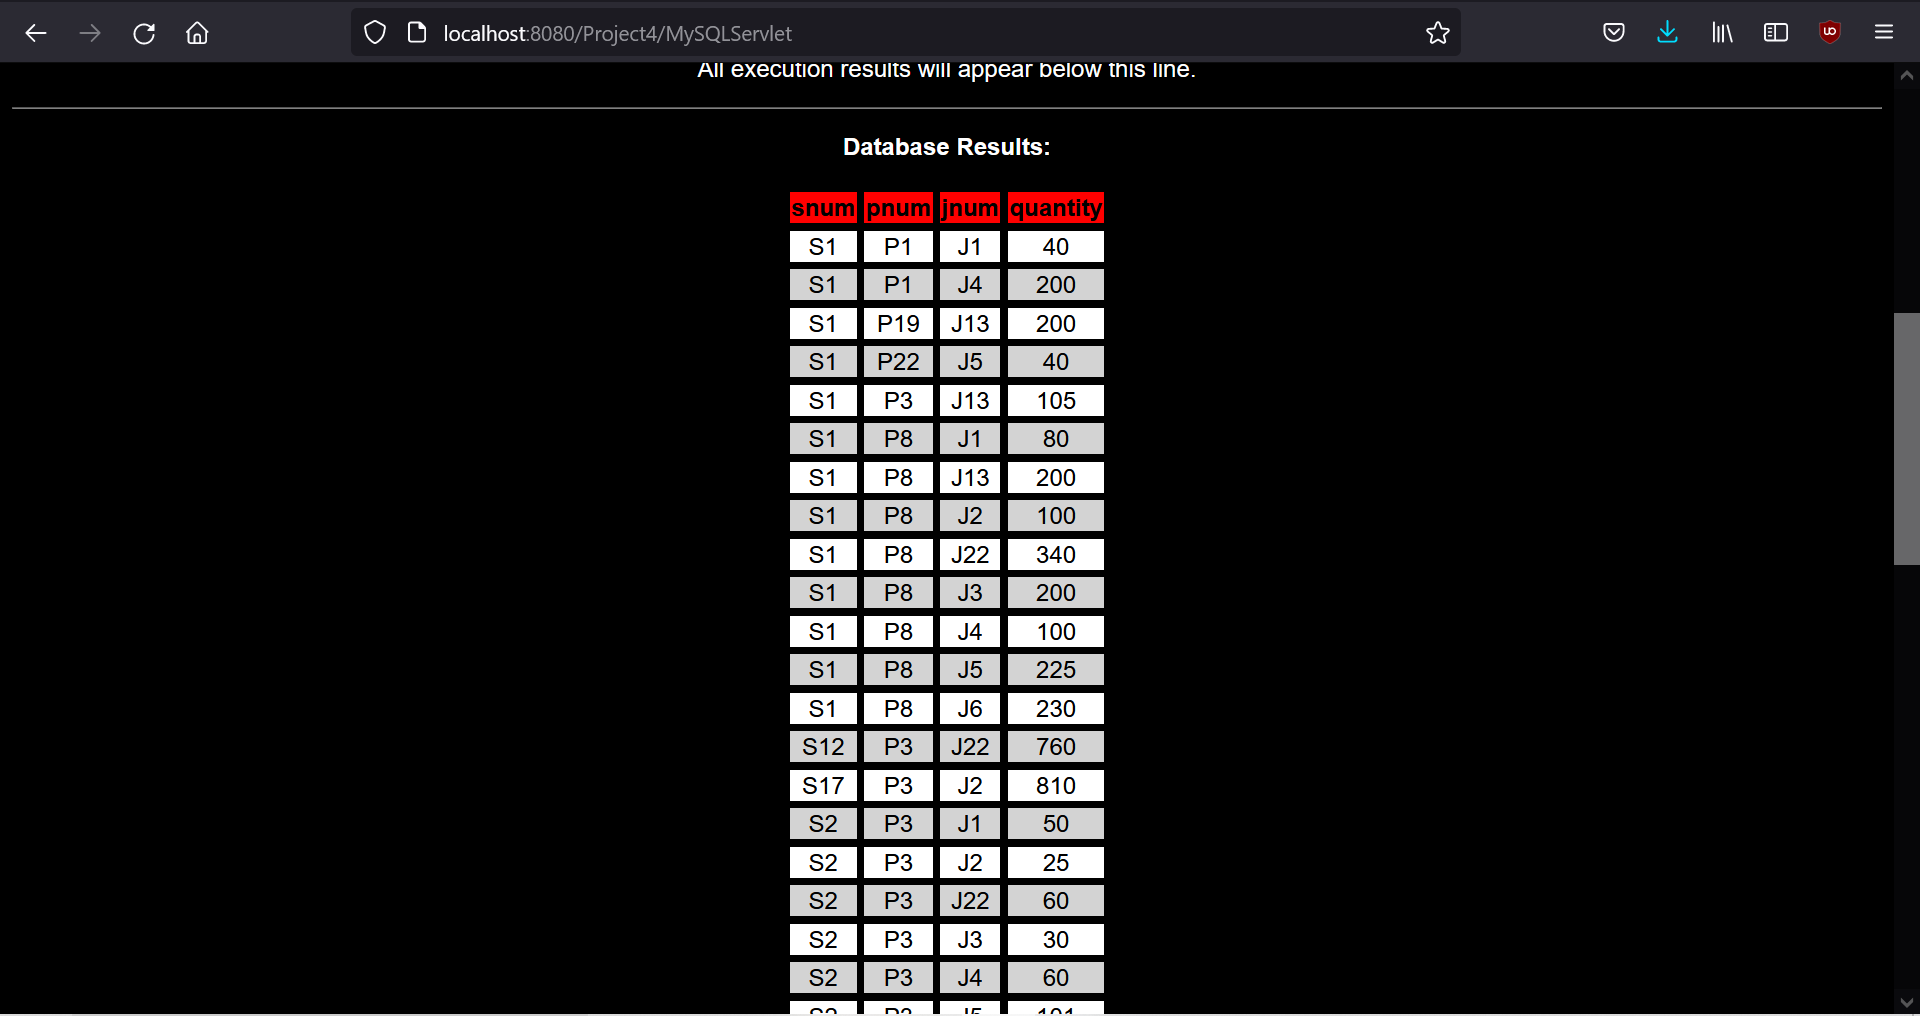 localhost:8080/Project4/MySQLServlet
All execution results will appear below this line.
Database Results:
snum pnum jnum quantity
S1 P1 J1 40
S1 P1 J4 200
S1 P19 J13 200
S1 P22 J5 40
S1 P3 J13 105
S1 P8 J1 80
S1 P8 J13 200
S1 P8 J2 100
S1 P8 J22 340
S1 P8 J3 200
S1 P8 J4 100
S1 P8 J5 225
S1 P8 J6 230
S12 P3 J22 760
S17 P3 J2 810
S2 P3 J1 50
S2 P3 J2 25
S2 P3 J22 60
S2 P3 J3 30
S2 P3 J4 60